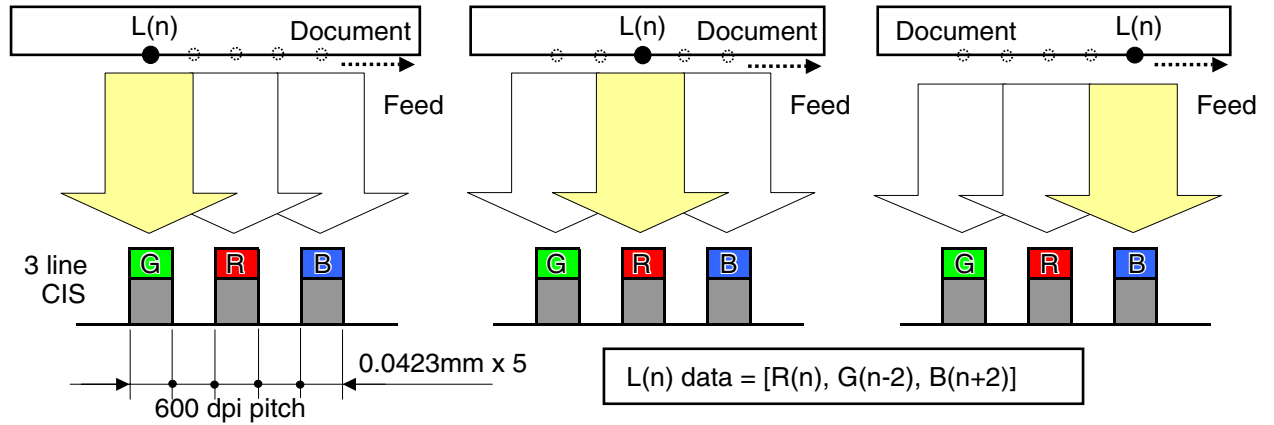 L(n)
Document
Feed
L(n)
Document
Feed
Document
L(n)
Feed
3 line
CIS
G
R
B
G
R
B
G
R
B
0.0423mm x 5
600 dpi pitch
L(n) data = [R(n), G(n-2), B(n+2)]